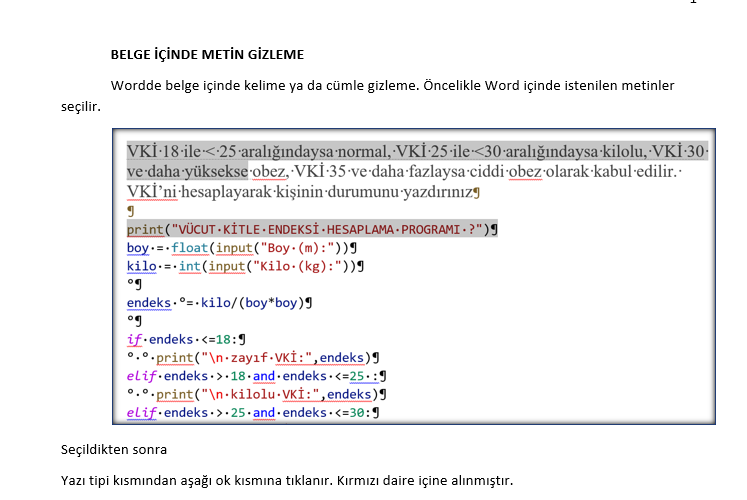 1
BELGE İÇİNDE METİN GİZLEME
Wordde belge içinde kelime ya da cümle gizleme. Öncelikle Word içinde istenilen metinler
seçilir.
VKİ·18·ile·<·25·aralığındaysa·normal,·VKİ·25·ile·<30·aralığındaysa·kilolu,·VKİ·30·
ve·daha·yüksekse·obez,·VKİ·35·ve·daha·fazlaysa·ciddi·obez·olarak·kabul·edilir.·
VKİ’ni·hesaplayarak·kişinin·durumunu·yazdırınız¶
¶
print("VÜCUT·KİTLE·ENDEKSİ·HESAPLAMA·PROGRAMI·?")¶
boy·=·float(input("Boy·(m):"))¶
kilo·=·int(input("Kilo·(kg):"))¶
°¶
endeks·°=·kilo/(boy*boy)¶
°¶
if·endeks·<=18:¶
°·°·print("\n·zayıf·VKİ:",endeks)¶
elif·endeks·>·18·and·endeks·<=25·:¶
°·°·print("\n·kilolu·VKİ:",endeks)¶
elif·endeks·>·25·and·endeks·<=30:¶
Seçildikten sonra
Yazı tipi kısmından aşağı ok kısmına tıklanır. Kırmızı daire içine alınmıştır.